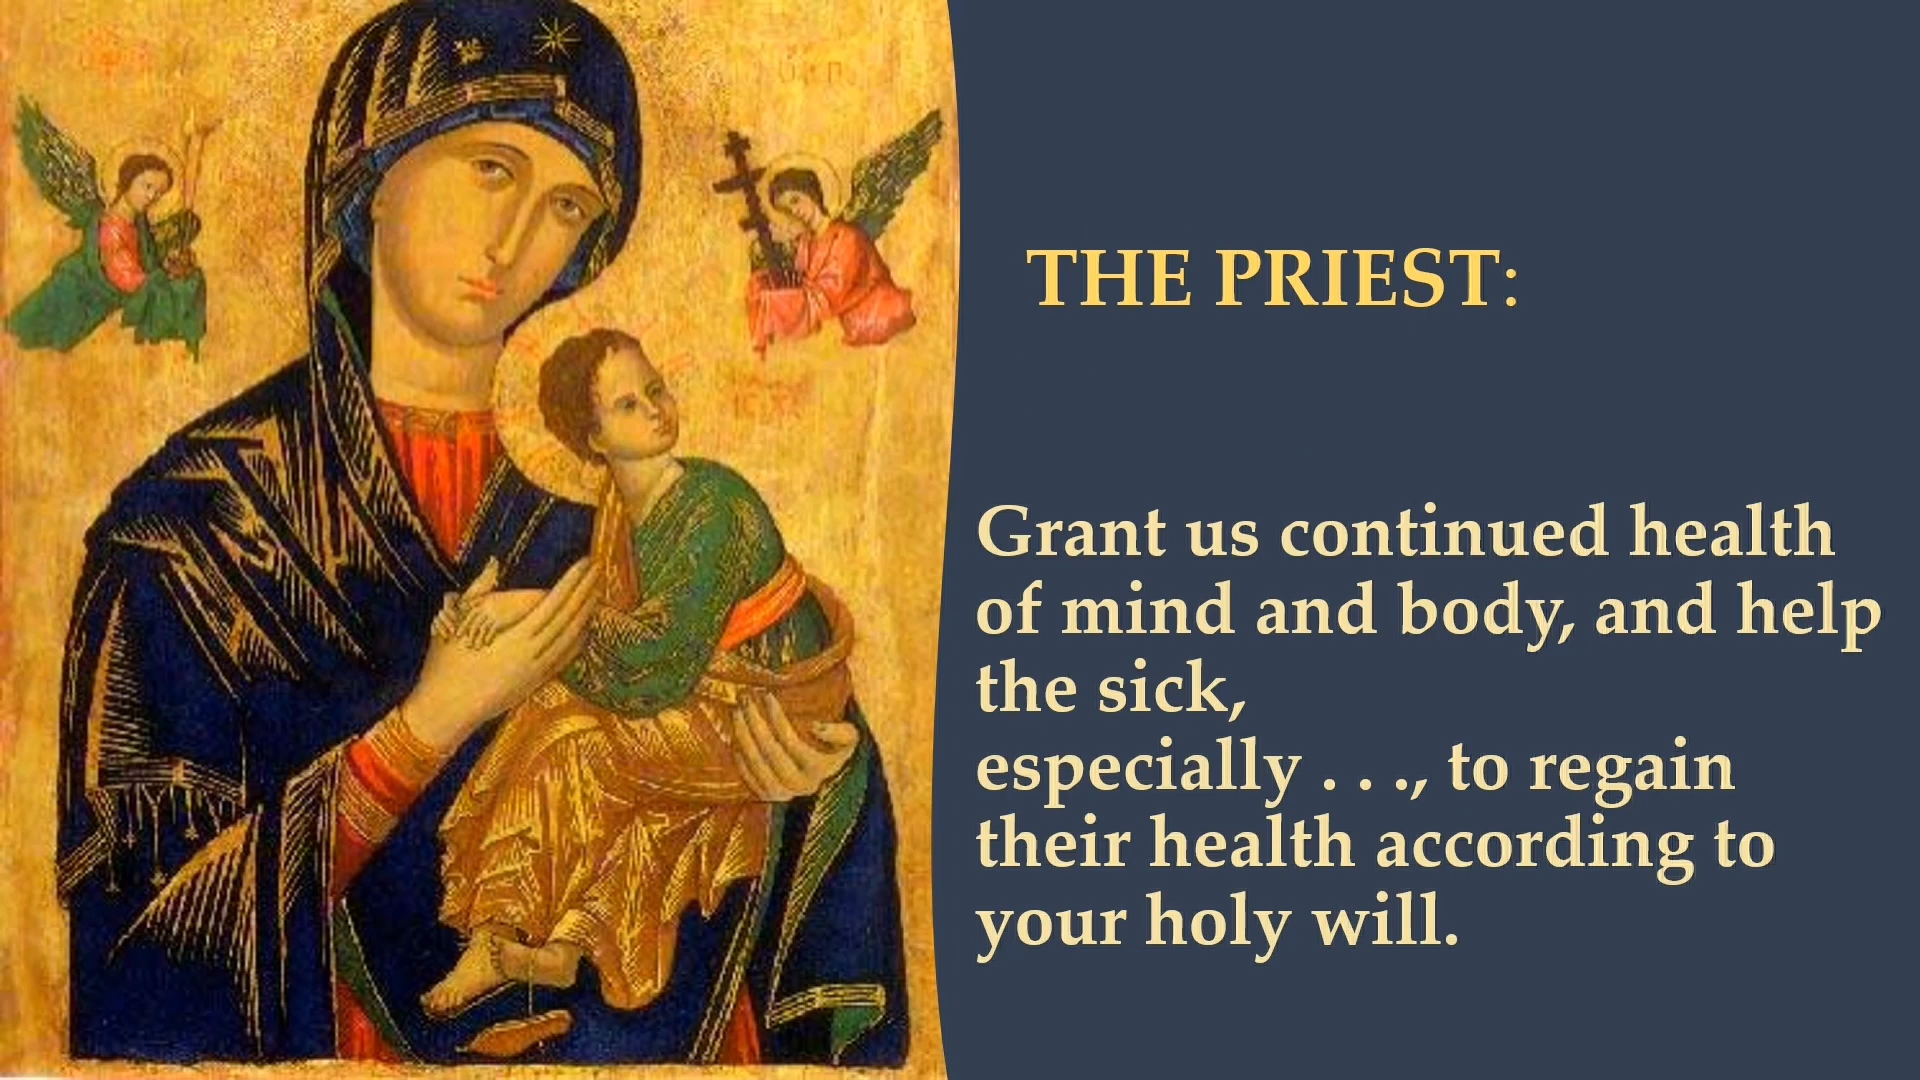 THE PRIEST:
Grant us continued health
of mind and body, and help
the sick,
especially . . ., to regain
their health according to
your holy will.